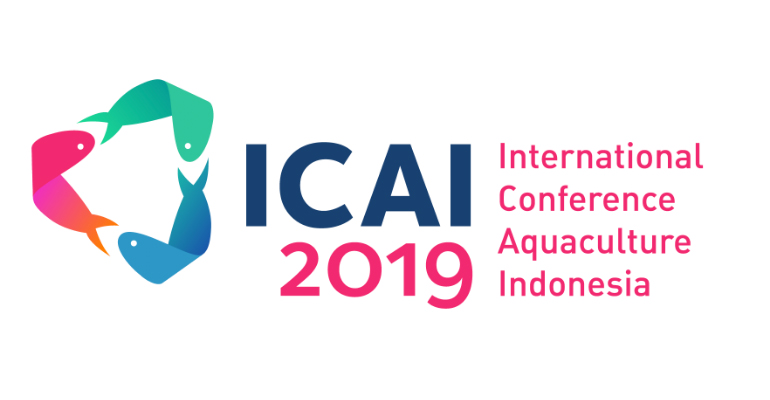 ICAI
2019
International
Conference
Aquaculture
Indonesia